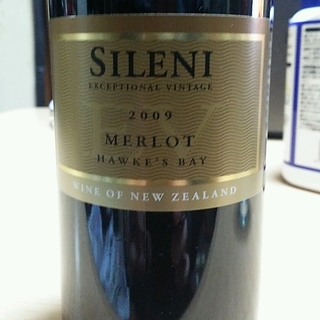 SILENI
EXCEPTIONAL VINTAGE
2009
MERLOT
HAWKE'S BAY
WINE OF NEW ZEALAND